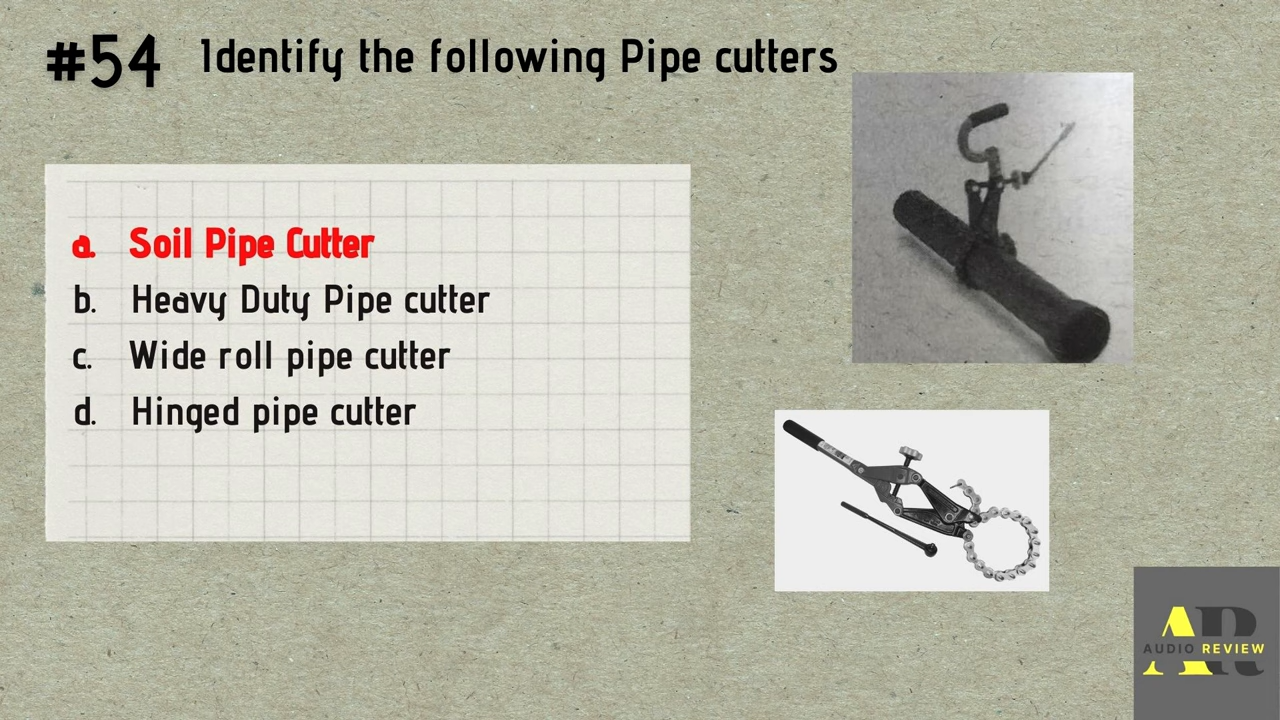 #54 Identify the following Pipe cutters
a. Soil Pipe Cutter
b. Heavy Duty Pipe cutter
c. Wide roll pipe cutter
d. Hinged pipe cutter
AR
AUDIO REVIEW